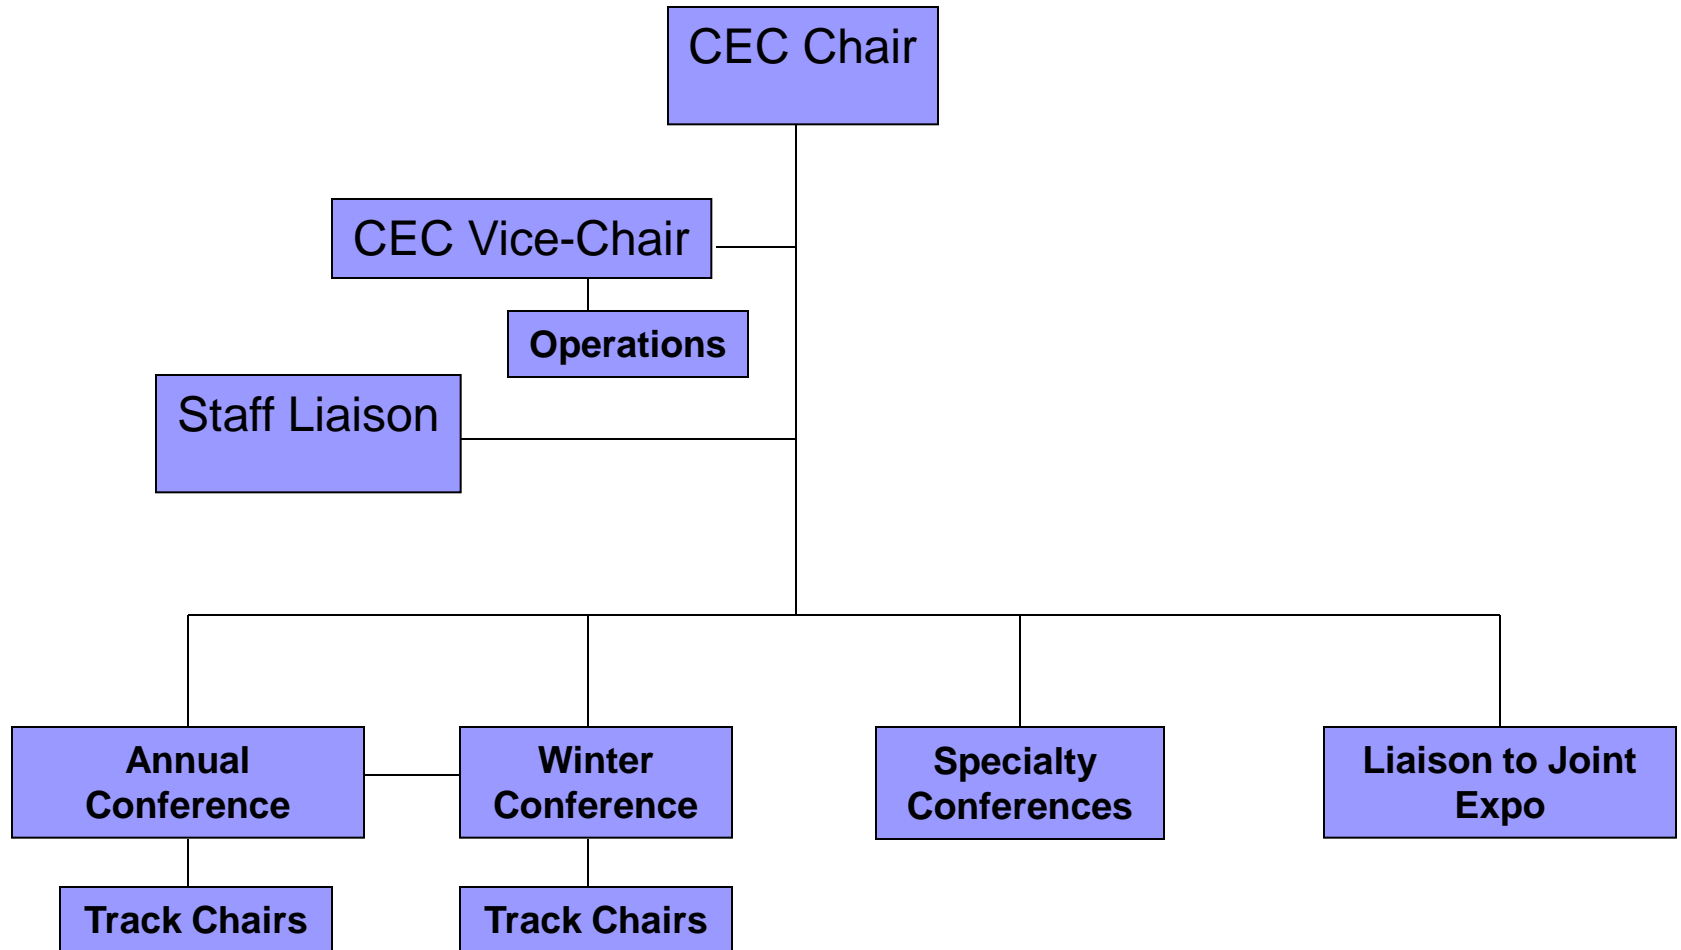 CEC Chair
CEC Vice-Chair
Operations
Staff Liaison
Annual
Conference
Winter
Conference
Specialty
Conferences
Liaison to Joint
Expo
Track Chairs
Track Chairs